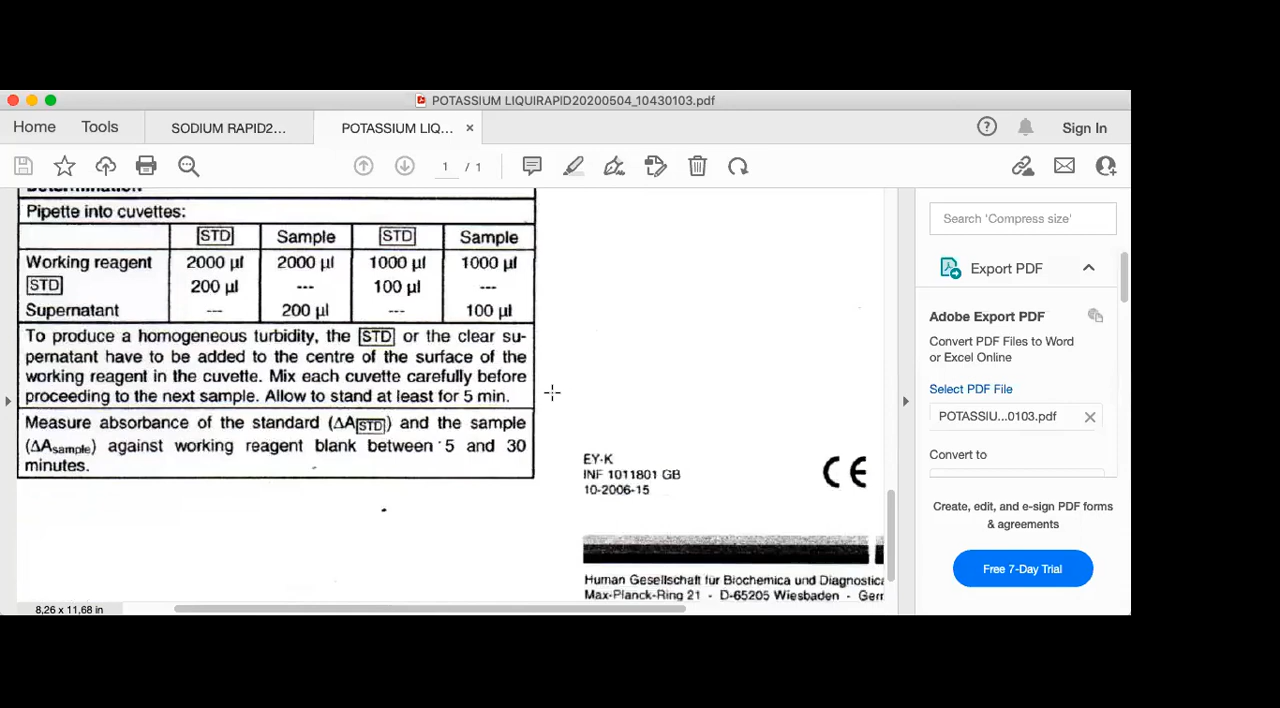 POTASSIUM LIQUIRAPID20200504_10430103.pdf
Home Tools SODIUM RAPID2... POTASSIUM LIQ... × Sign In
1 / 1
Determination
Pipette into cuvettes:
STD Sample STD Sample
Working reagent 2000 µl 2000 µl 1000 µl 1000 µl
STD 200 µl --- 100 µl ---
Supernatant --- 200 µl --- 100 µl
To produce a homogeneous turbidity, the STD or the clear su-
pernatant have to be added to the centre of the surface of the
working reagent in the cuvette. Mix each cuvette carefully before
proceeding to the next sample. Allow to stand at least for 5 min.
Measure absorbance of the standard (ΔASTD) and the sample
(ΔAsample) against working reagent blank between 5 and 30
minutes.
EY-K
INF 1011801 GB
10-2006-15
CE
Human Gesellschaft für Biochemica und Diagnostica
Max-Planck-Ring 21 - D-65205 Wiesbaden - Gerr
8,26 x 11,68 in
Search 'Compress size'
Export PDF
Adobe Export PDF
Convert PDF Files to Word
or Excel Online
Select PDF File
POTASSIU...0103.pdf
Convert to
Create, edit, and e-sign PDF forms
& agreements
Free 7-Day Trial